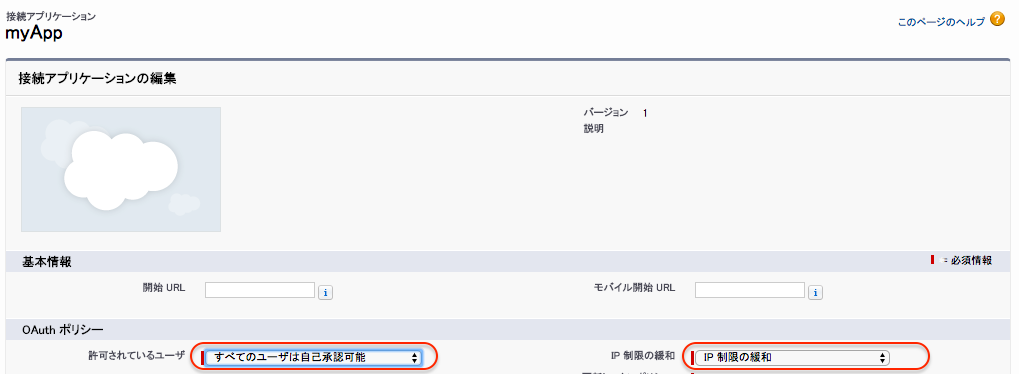 接続アプリケーション
myApp
このページのヘルプ ?
接続アプリケーションの編集
バージョン 1
説明
基本情報
= 必須情報
開始 URL i
モバイル開始 URL i
OAuth ポリシー
許可されているユーザ すべてのユーザは自己承認可能
IP 制限の緩和 IP 制限の緩和